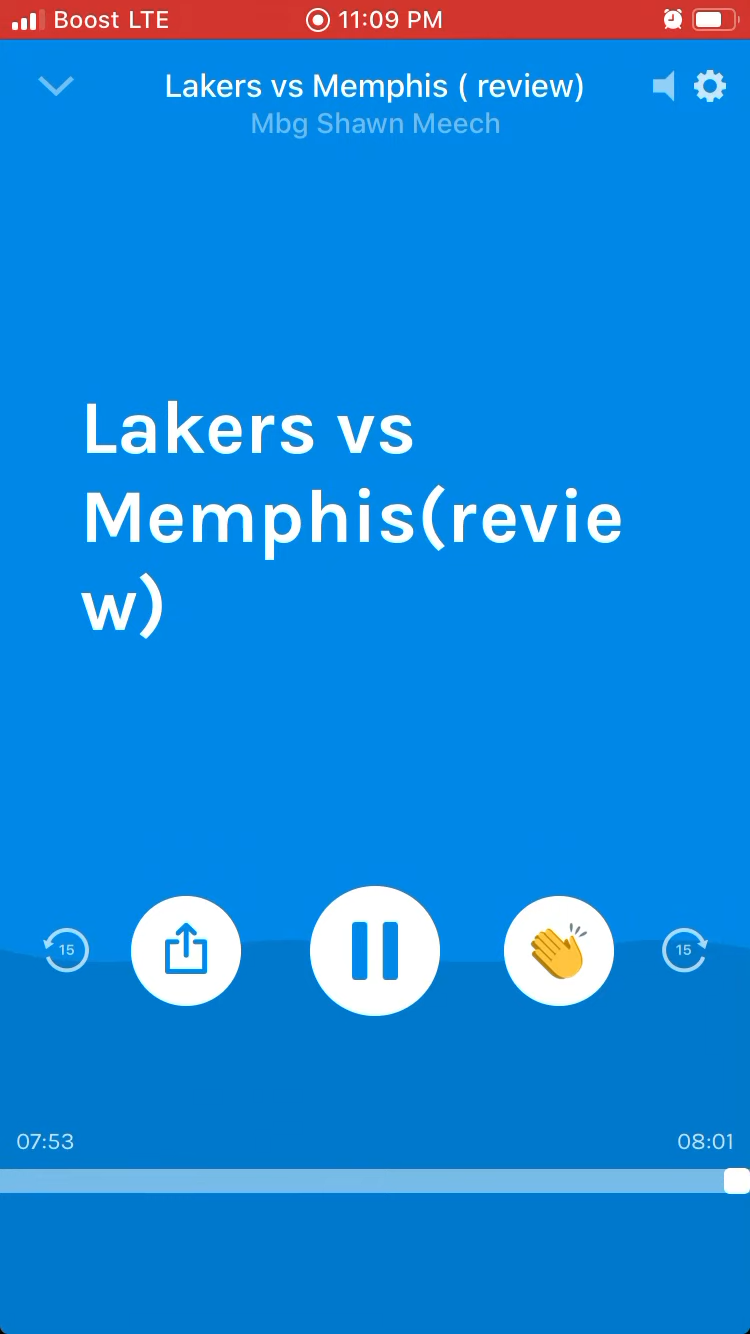 Boost LTE 11:09 PM
Lakers vs Memphis ( review)
Mbg Shawn Meech
Lakers vs
Memphis(revie
w)
15 15
07:53 08:01